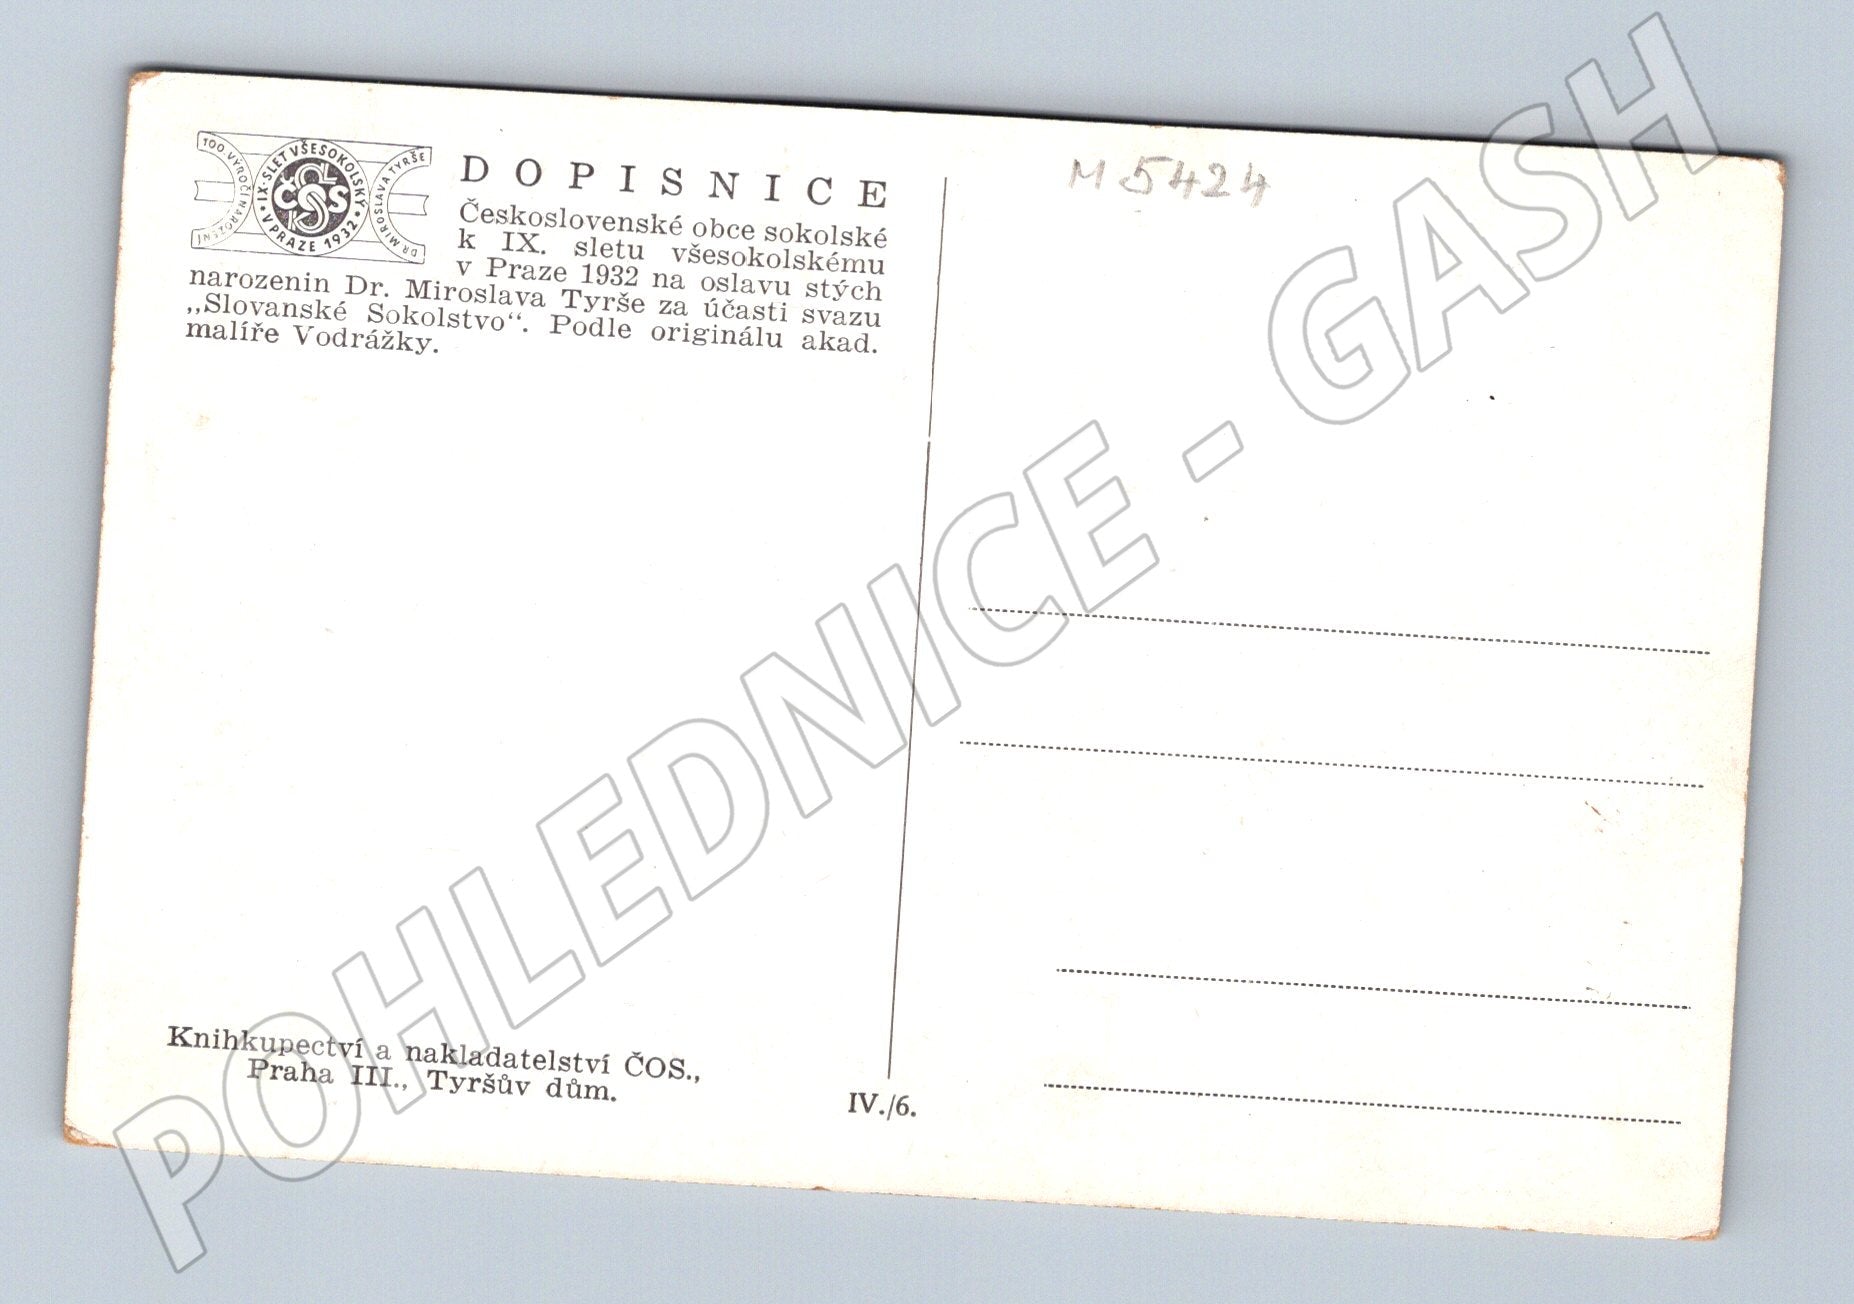 100. VÝROČÍ NAROZENÍ
IX. SLET VŠESOKOLSKÝ
V PRAZE 1932
ČOS
DR MIROSLAVA TYRŠE
DOPISNICE
Československé obce sokolské
k IX. sletu všesokolskému
v Praze 1932 na oslavu stých
narozenin Dr. Miroslava Tyrše za účasti svazu
„Slovanské Sokolstvo“. Podle originálu akad.
malíře Vodrážky.
M 5424
Knihkupectví a nakladatelství ČOS.,
Praha III., Tyršův dům.
IV./6.
POHLEDNICE - GASH